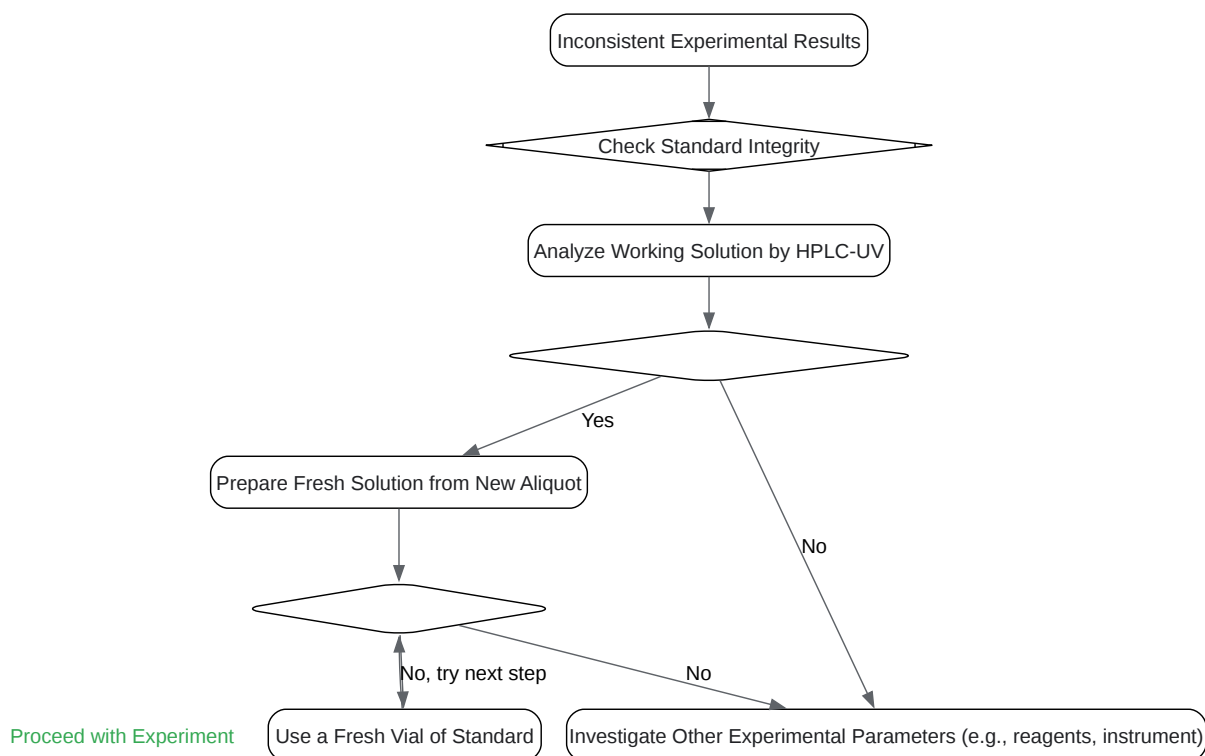 Inconsistent Experimental Results
Check Standard Integrity
Analyze Working Solution by HPLC-UV
Yes
Prepare Fresh Solution from New Aliquot
No
No, try next step
No
Proceed with Experiment
Use a Fresh Vial of Standard
Investigate Other Experimental Parameters (e.g., reagents, instrument)